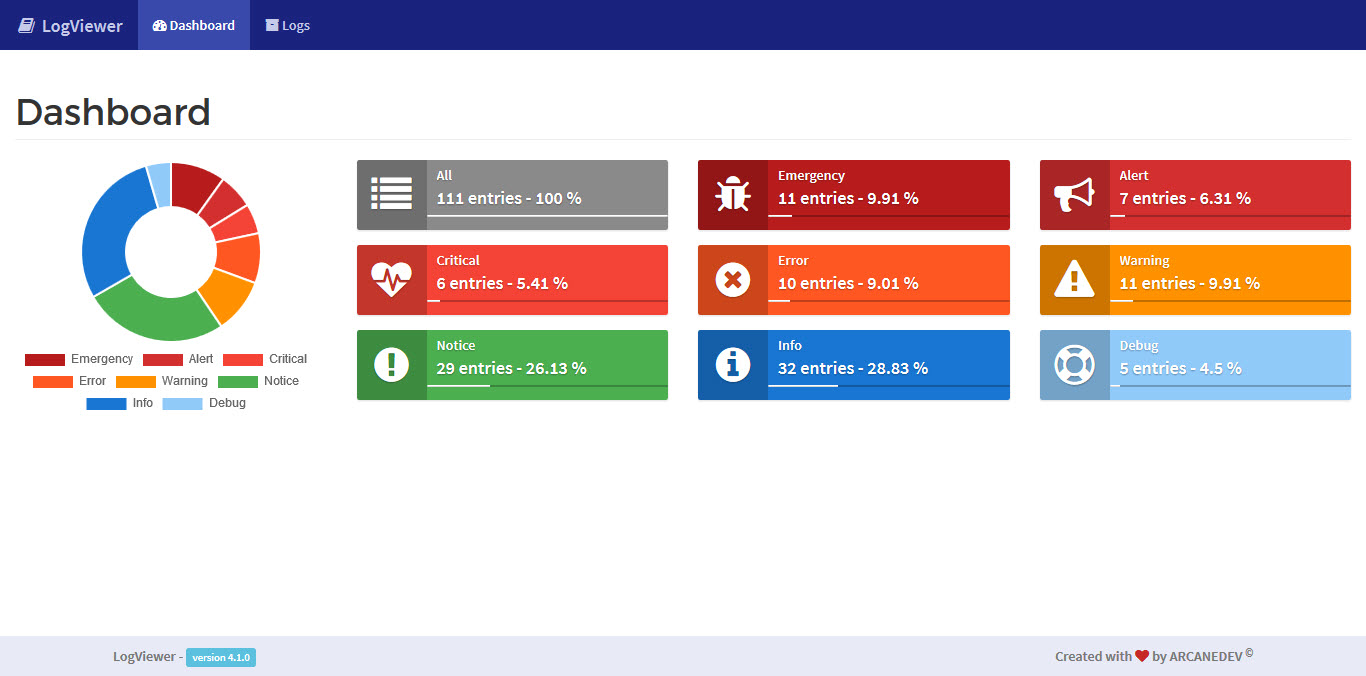 LogViewer Dashboard Logs
Dashboard
All
111 entries - 100 %
Emergency
11 entries - 9.91 %
Alert
7 entries - 6.31 %
Critical
6 entries - 5.41 %
Error
10 entries - 9.01 %
Warning
11 entries - 9.91 %
Notice
29 entries - 26.13 %
Info
32 entries - 28.83 %
Debug
5 entries - 4.5 %
Emergency Alert Critical
Error Warning Notice
Info Debug
LogViewer - version 4.1.0
Created with ❤ by ARCANEDEV ©